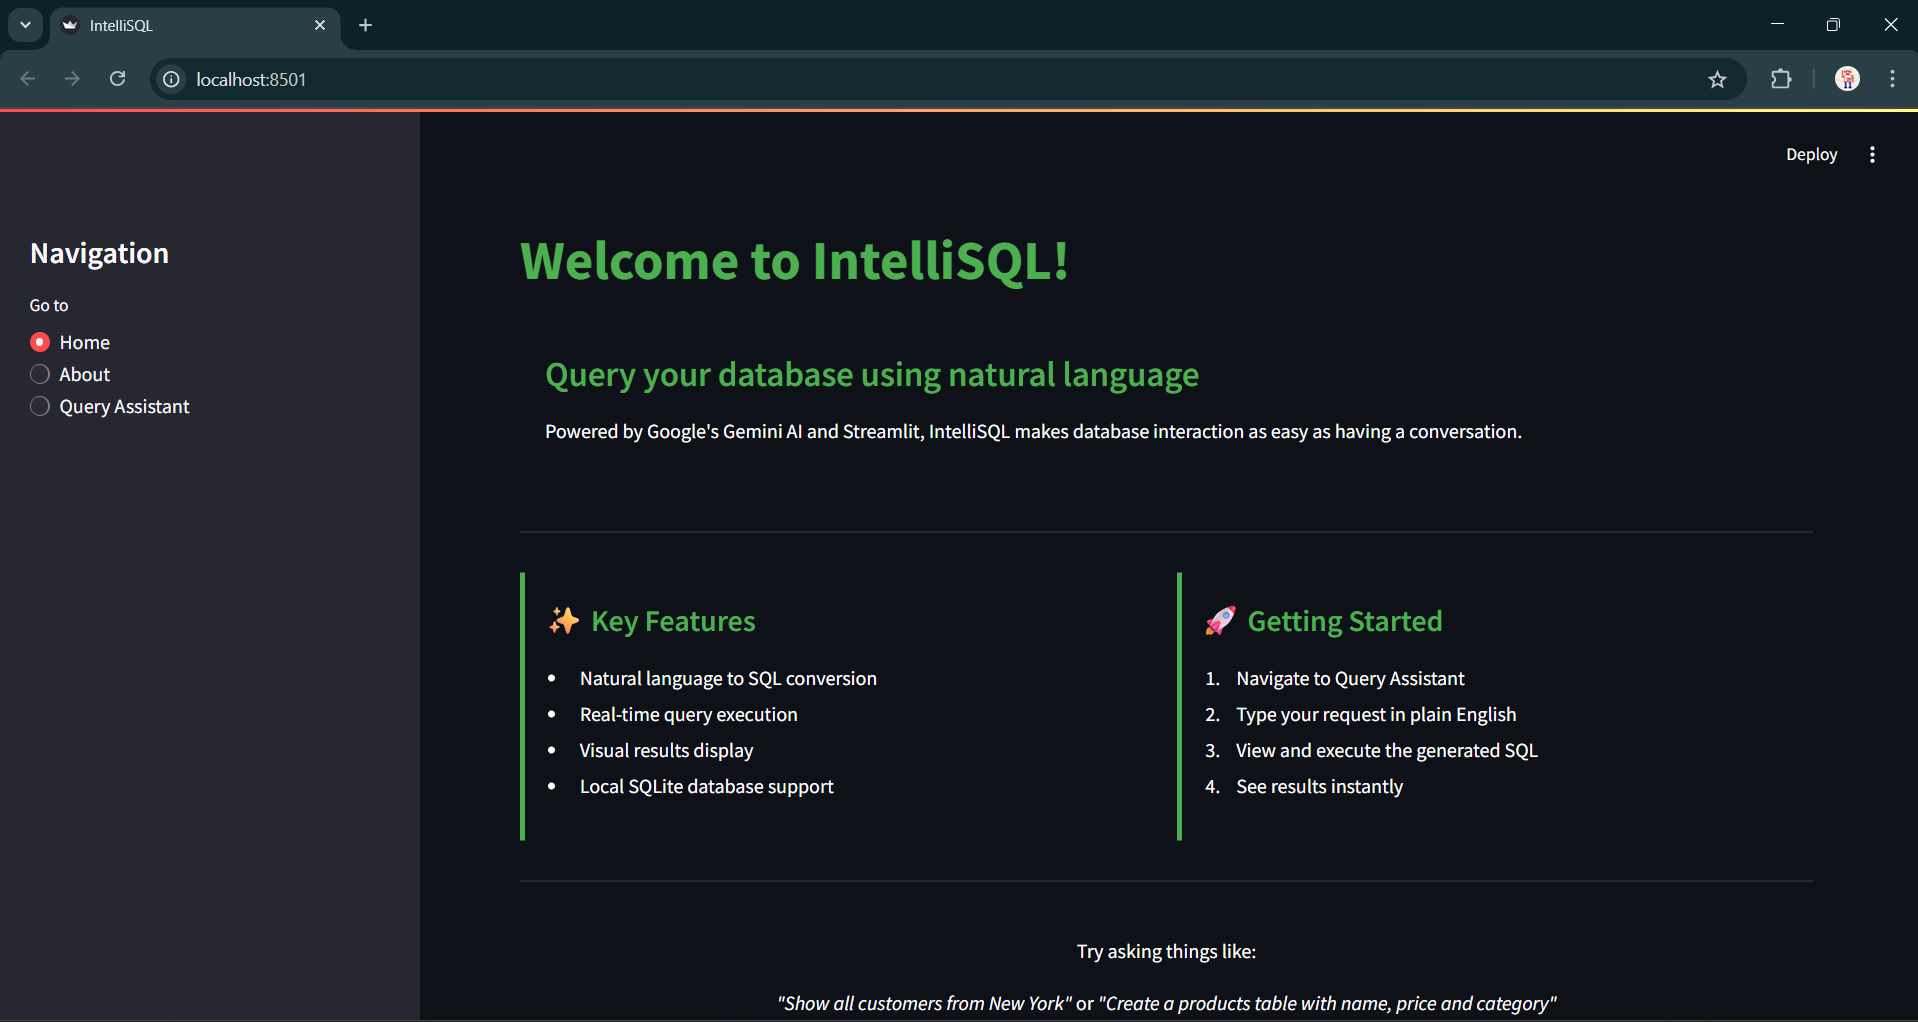 IntelliSQL
localhost:8501
Deploy
Navigation
Go to
Home
About
Query Assistant
Welcome to IntelliSQL!
Query your database using natural language
Powered by Google's Gemini AI and Streamlit, IntelliSQL makes database interaction as easy as having a conversation.
✨ Key Features
• Natural language to SQL conversion
• Real-time query execution
• Visual results display
• Local SQLite database support
🚀 Getting Started
1. Navigate to Query Assistant
2. Type your request in plain English
3. View and execute the generated SQL
4. See results instantly
Try asking things like:
"Show all customers from New York" or "Create a products table with name, price and category"